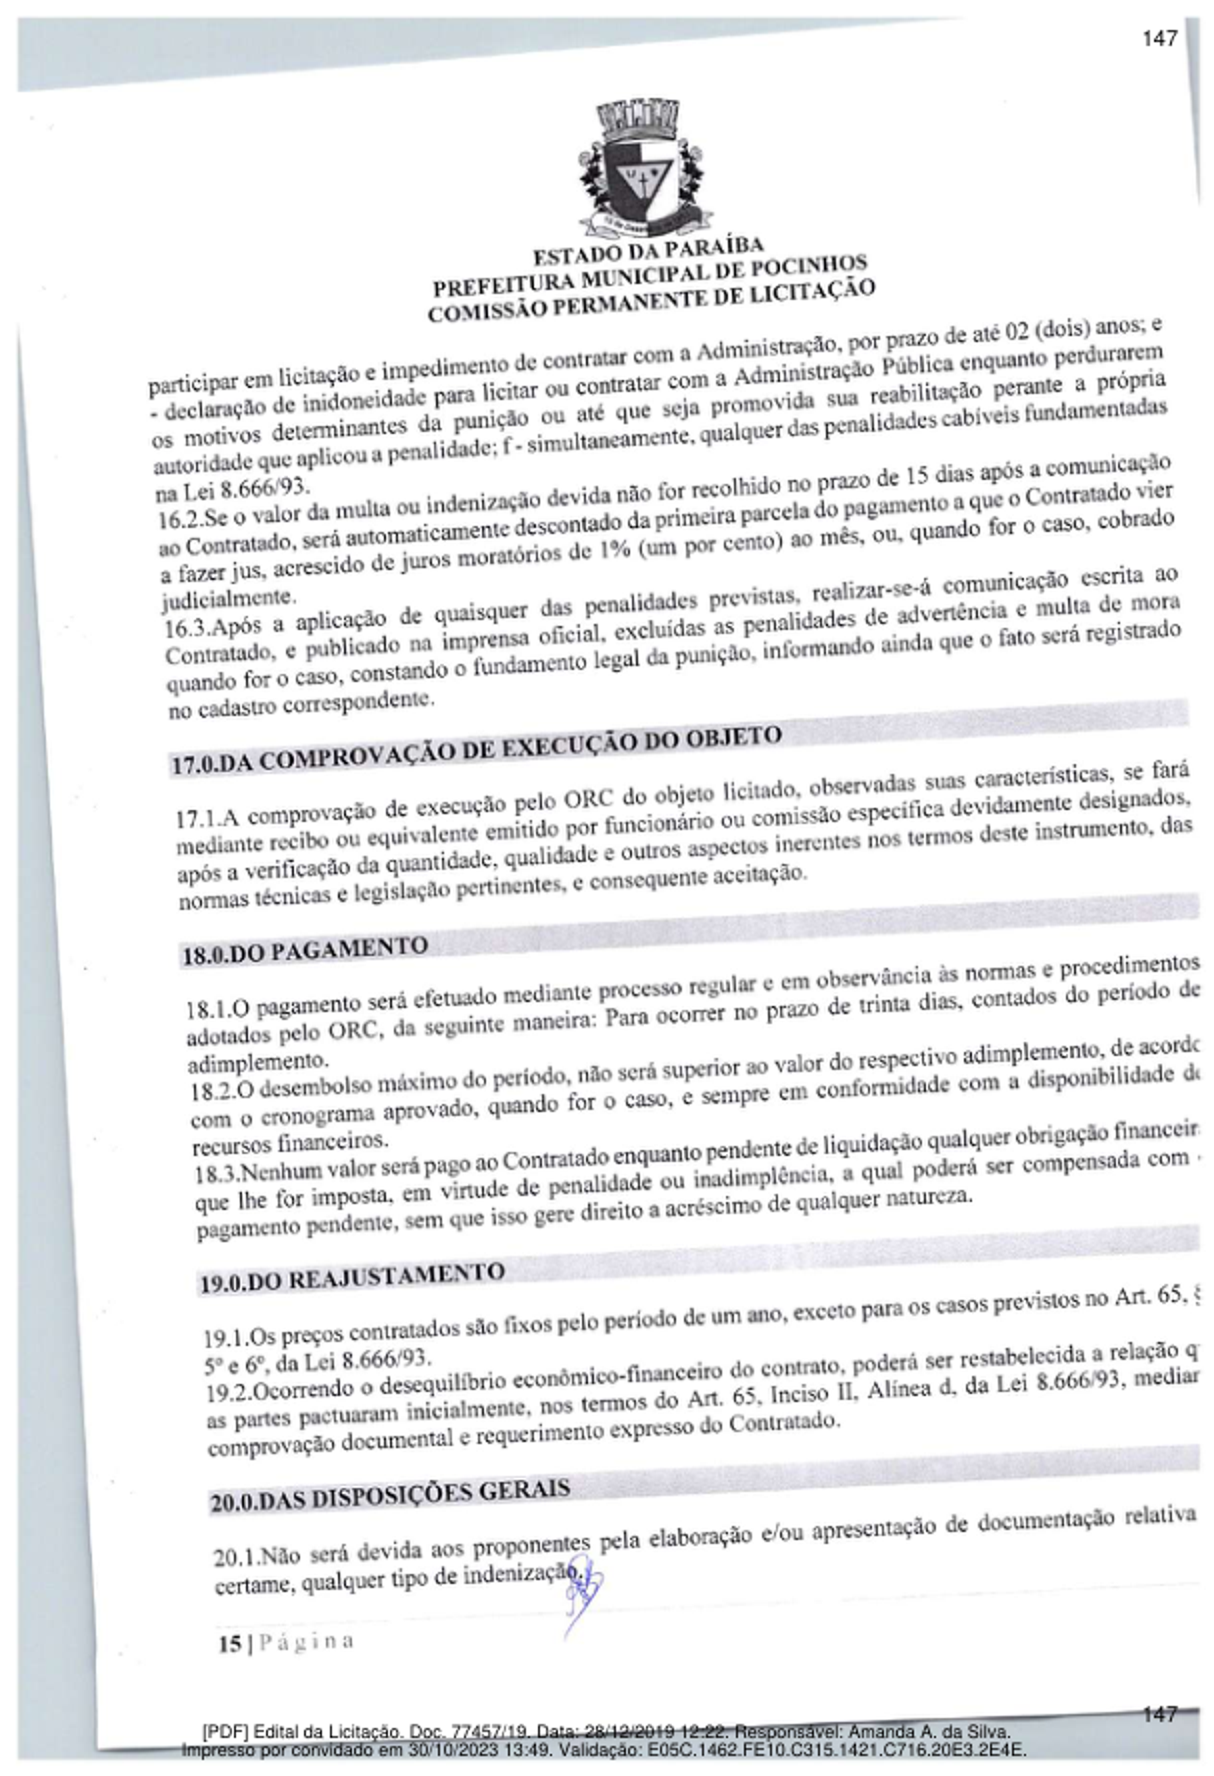 147
ESTADO DA PARAÍBA
PREFEITURA MUNICIPAL DE POCINHOS
COMISSÃO PERMANENTE DE LICITAÇÃO
participar em licitação e impedimento de contratar com a Administração, por prazo de até 02 (dois) anos; e
- declaração de inidoneidade para licitar ou contratar com a Administração Pública enquanto perdurarem
os motivos determinantes da punição ou até que seja promovida sua reabilitação perante a própria
autoridade que aplicou a penalidade; f - simultaneamente, qualquer das penalidades cabíveis fundamentadas
na Lei 8.666/93.
16.2.Se o valor da multa ou indenização devida não for recolhido no prazo de 15 dias após a comunicação
ao Contratado, será automaticamente descontado da primeira parcela do pagamento a que o Contratado vier
a fazer jus, acrescido de juros moratórios de 1% (um por cento) ao mês, ou, quando for o caso, cobrado
judicialmente.
16.3.Após a aplicação de quaisquer das penalidades previstas, realizar-se-á comunicação escrita ao
Contratado, e publicado na imprensa oficial, excluídas as penalidades de advertência e multa de mora
quando for o caso, constando o fundamento legal da punição, informando ainda que o fato será registrado
no cadastro correspondente.
17.0.DA COMPROVAÇÃO DE EXECUÇÃO DO OBJETO
17.1.A comprovação de execução pelo ORC do objeto licitado, observadas suas características, se fará
mediante recibo ou equivalente emitido por funcionário ou comissão específica devidamente designados,
após a verificação da quantidade, qualidade e outros aspectos inerentes nos termos deste instrumento, das
normas técnicas e legislação pertinentes, e consequente aceitação.
18.0.DO PAGAMENTO
18.1.O pagamento será efetuado mediante processo regular e em observância às normas e procedimentos
adotados pelo ORC, da seguinte maneira: Para ocorrer no prazo de trinta dias, contados do período de
adimplemento.
18.2.O desembolso máximo do período, não será superior ao valor do respectivo adimplemento, de acordo
com o cronograma aprovado, quando for o caso, e sempre em conformidade com a disponibilidade de
recursos financeiros.
18.3.Nenhum valor será pago ao Contratado enquanto pendente de liquidação qualquer obrigação financeir
que lhe for imposta, em virtude de penalidade ou inadimplência, a qual poderá ser compensada com
pagamento pendente, sem que isso gere direito a acréscimo de qualquer natureza.
19.0.DO REAJUSTAMENTO
19.1.Os preços contratados são fixos pelo período de um ano, exceto para os casos previstos no Art. 65, §
5º e 6º, da Lei 8.666/93.
19.2.Ocorrendo o desequilíbrio econômico-financeiro do contrato, poderá ser restabelecida a relação q
as partes pactuaram inicialmente, nos termos do Art. 65, Inciso II, Alínea d, da Lei 8.666/93, median
comprovação documental e requerimento expresso do Contratado.
20.0.DAS DISPOSIÇÕES GERAIS
20.1.Não será devida aos proponentes pela elaboração e/ou apresentação de documentação relativa
certame, qualquer tipo de indenização.
15 | Página
147
[PDF] Edital da Licitação. Doc. 77457/19. Data: 28/12/2019 12:22. Responsável: Amanda A. da Silva.
Impresso por convidado em 30/10/2023 13:49. Validação: E05C.1462.FE10.C315.1421.C716.20E3.2E4E.